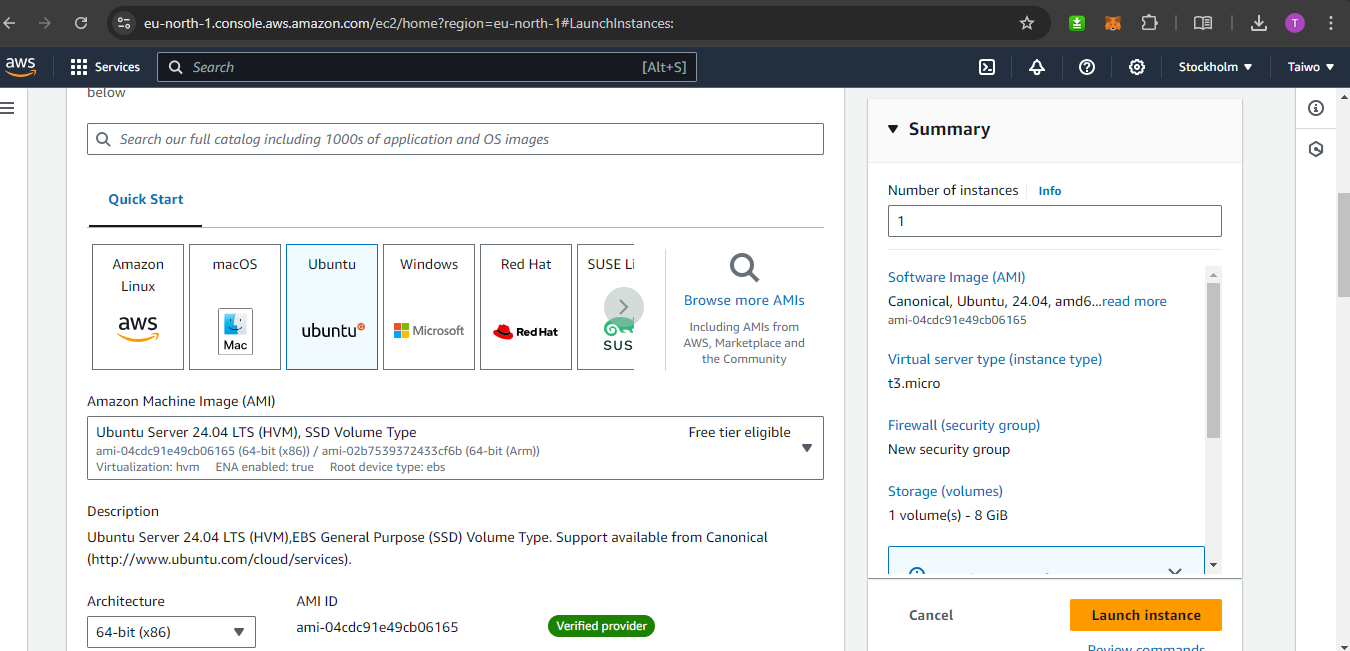 eu-north-1.console.aws.amazon.com/ec2/home?region=eu-north-1#LaunchInstances:
T
aws
Services
Search
[Alt+S]
Stockholm
Taiwo
below
Search our full catalog including 1000s of application and OS images
Quick Start
Amazon
Linux
aws
macOS
Mac
Ubuntu
ubuntu
Windows
Microsoft
Red Hat
Red Hat
SUSE Li
SUS
Browse more AMIs
Including AMIs from
AWS, Marketplace and
the Community
Amazon Machine Image (AMI)
Ubuntu Server 24.04 LTS (HVM), SSD Volume Type
Free tier eligible
ami-04cdc91e49cb06165 (64-bit (x86)) / ami-02b7539372433cf6b (64-bit (Arm))
Virtualization: hvm ENA enabled: true Root device type: ebs
Description
Ubuntu Server 24.04 LTS (HVM),EBS General Purpose (SSD) Volume Type. Support available from Canonical
(http://www.ubuntu.com/cloud/services).
Architecture
64-bit (x86)
AMI ID
ami-04cdc91e49cb06165
Verified provider
Summary
Number of instances
Info
1
Software Image (AMI)
Canonical, Ubuntu, 24.04, amd6...read more
ami-04cdc91e49cb06165
Virtual server type (instance type)
t3.micro
Firewall (security group)
New security group
Storage (volumes)
1 volume(s) - 8 GiB
Cancel
Launch instance
Review commands